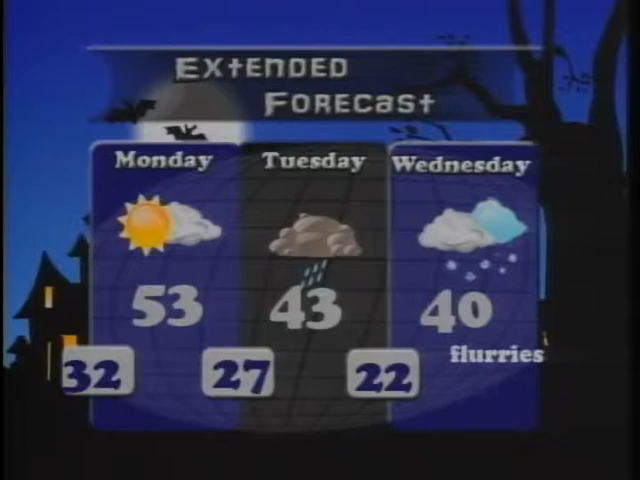 Extended
Forecast
Monday Tuesday Wednesday
53 43 40
flurries
32 27 22